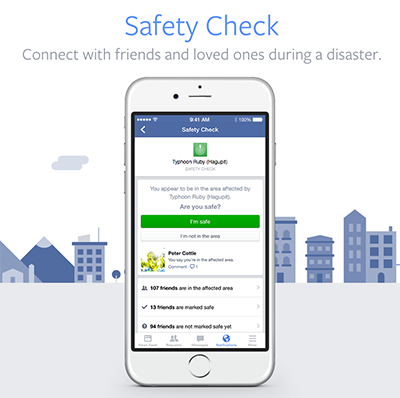 Safety Check
Connect with friends and loved ones during a disaster.
9:41 AM
100%
Safety Check
Typhoon Ruby (Hagupit)
SAFETY CHECK
You appear to be in the area affected by
Typhoon Ruby (Hagupit).
Are you safe?
I'm safe
I'm not in the area
Peter Cottle
You say you're in the affected area.
Comment · 1
107 friends are in the affected area
13 friends are marked safe
94 friends are not marked safe yet
News Feed
Requests
Messages
Notifications
More